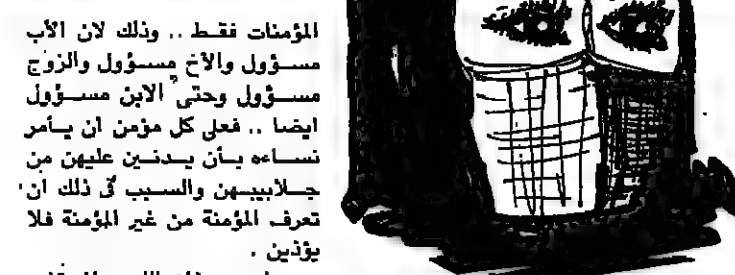 المؤمنات فقط .. وذلك لان الأب
مسؤول والأخ مسؤول والزوج
مسؤول وحتى الابن مسؤول
ايضا .. فعلى كل مؤمن ان يأمر
نساءه بأن يدنين عليهن من
جلابيبهن والسبب في ذلك ان
تعرف المؤمنة من غير المؤمنة فلا
يؤذين .